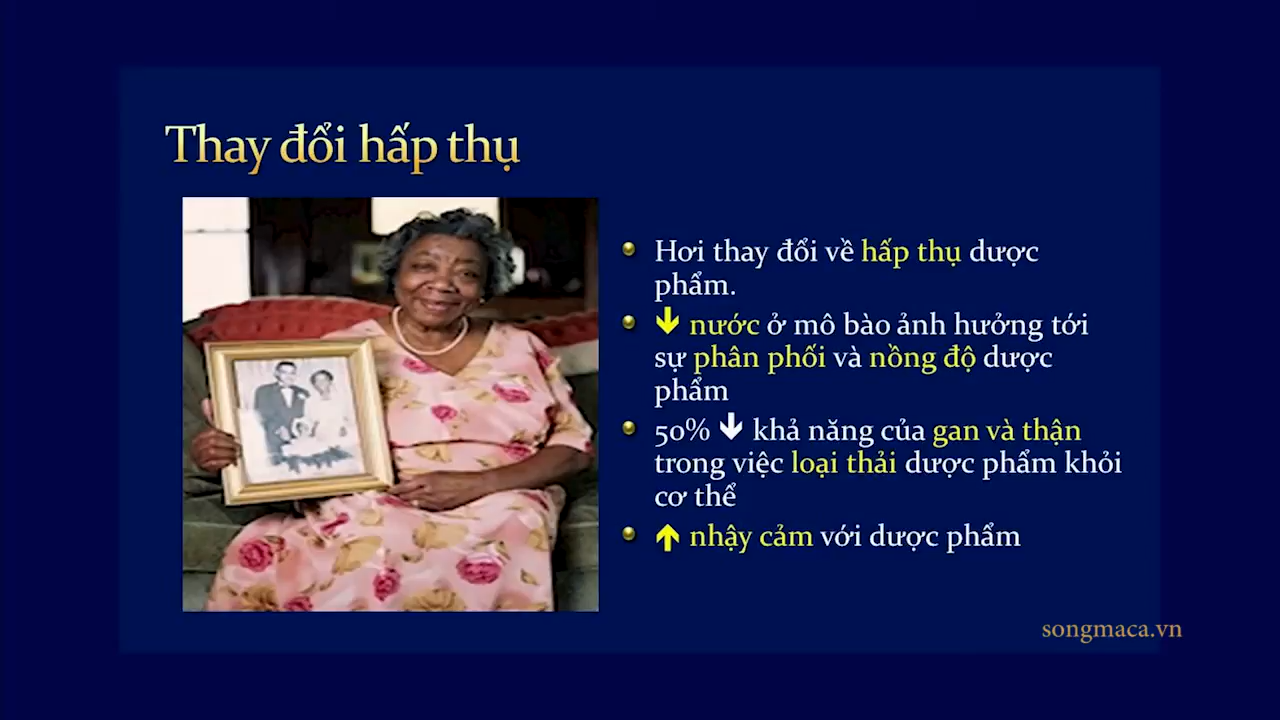 Thay đổi hấp thụ
Hơi thay đổi về hấp thụ dược
phẩm.
↓ nước ở mô bào ảnh hưởng tới
sự phân phối và nồng độ dược
phẩm
50% ↓ khả năng của gan và thận
trong việc loại thải dược phẩm khỏi
cơ thể
↑ nhậy cảm với dược phẩm
songmaca.vn